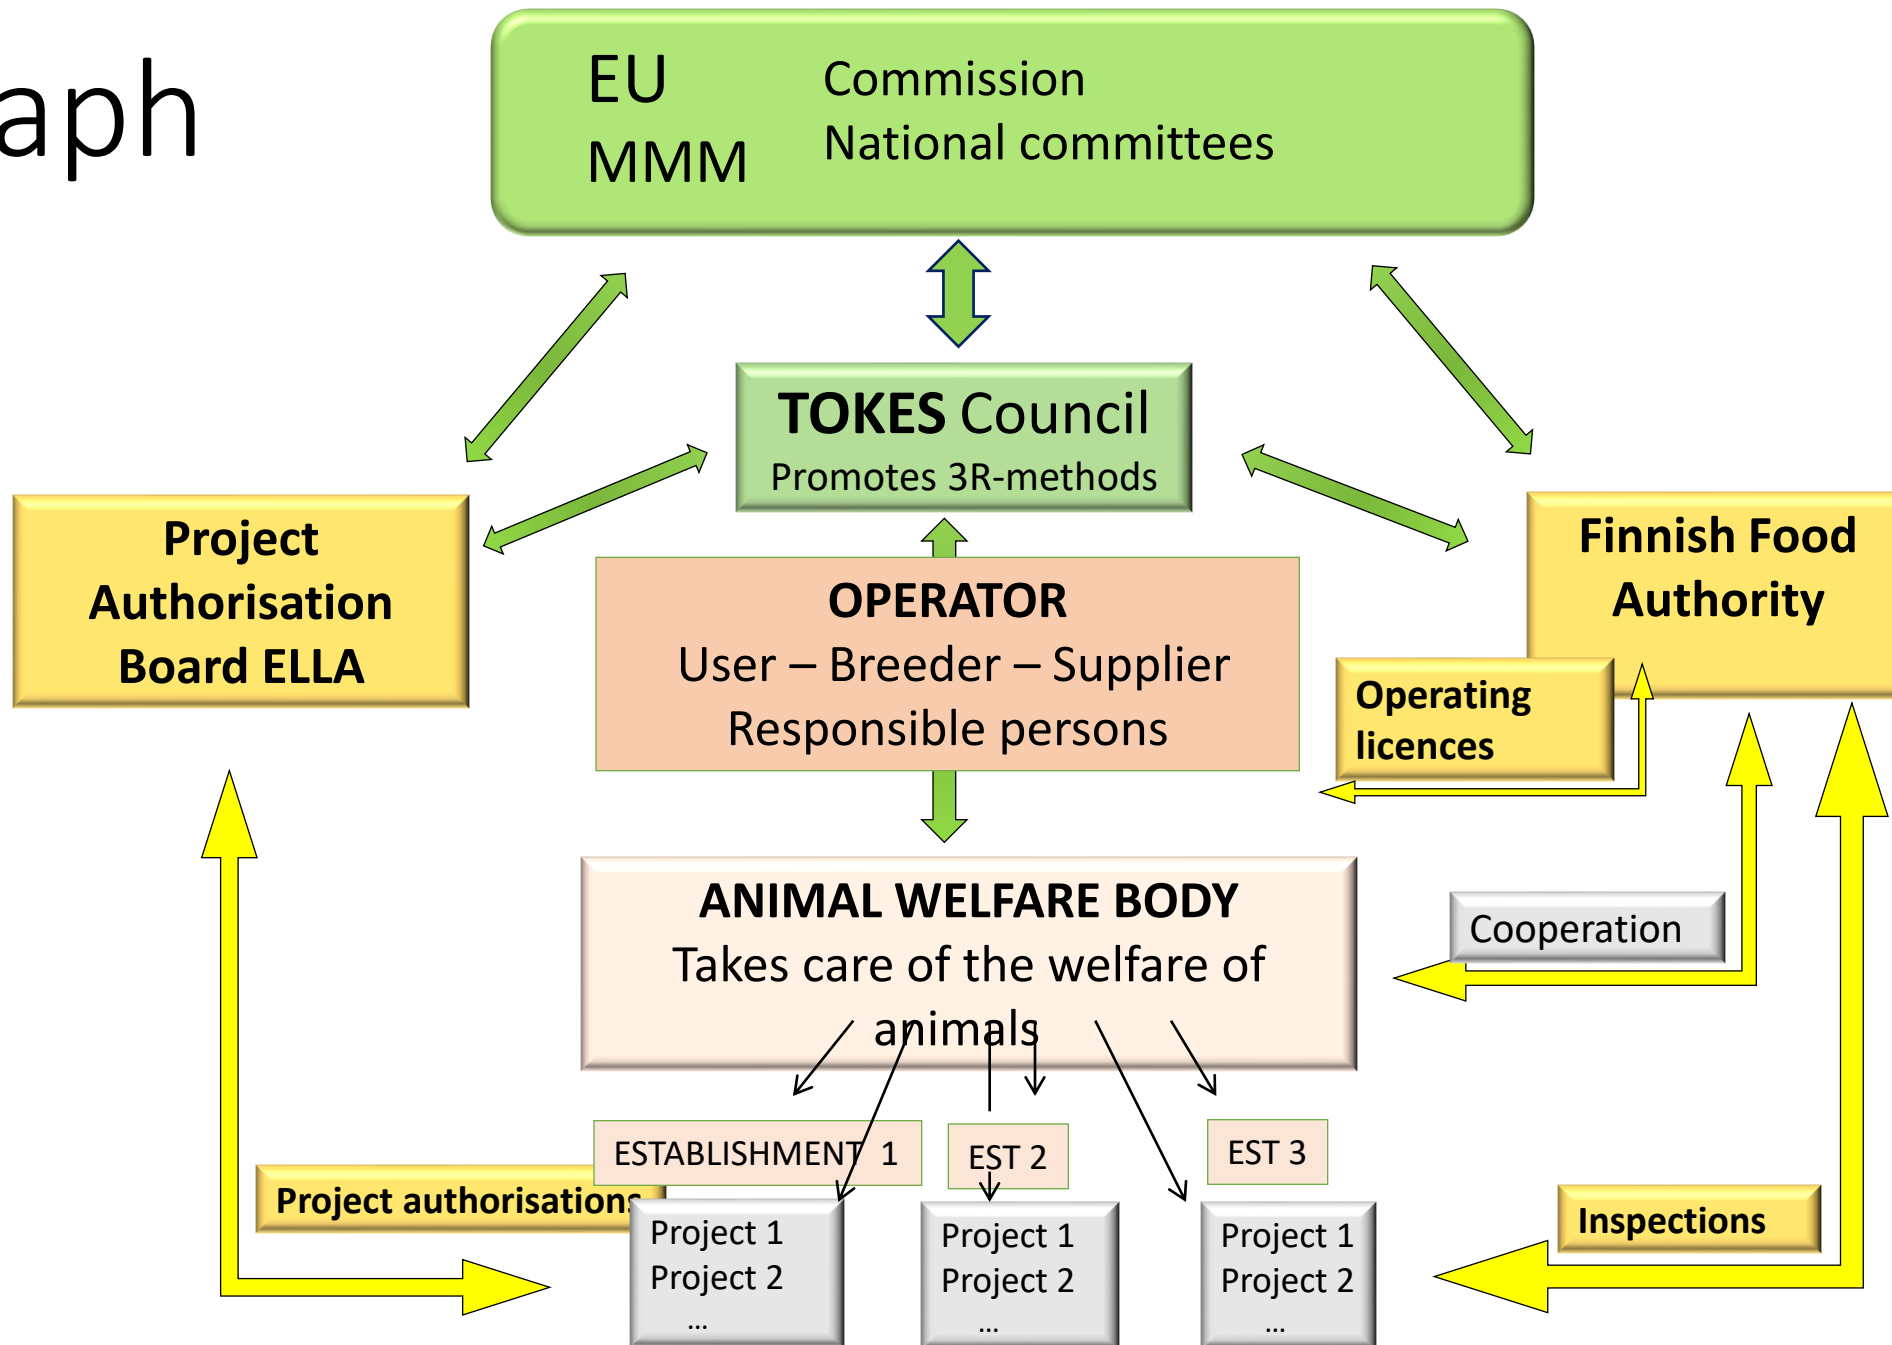 aph
EU
MMM
Commission
National committees
TOKES Council
Promotes 3R-methods
Project
Authorisation
Board ELLA
Finnish Food
Authority
OPERATOR
User – Breeder – Supplier
Responsible persons
Operating
licences
ANIMAL WELFARE BODY
Takes care of the welfare of
animals
Cooperation
ESTABLISHMENT 1
EST 2
EST 3
Project authorisations
Inspections
Project 1
Project 2
...
Project 1
Project 2
...
Project 1
Project 2
...